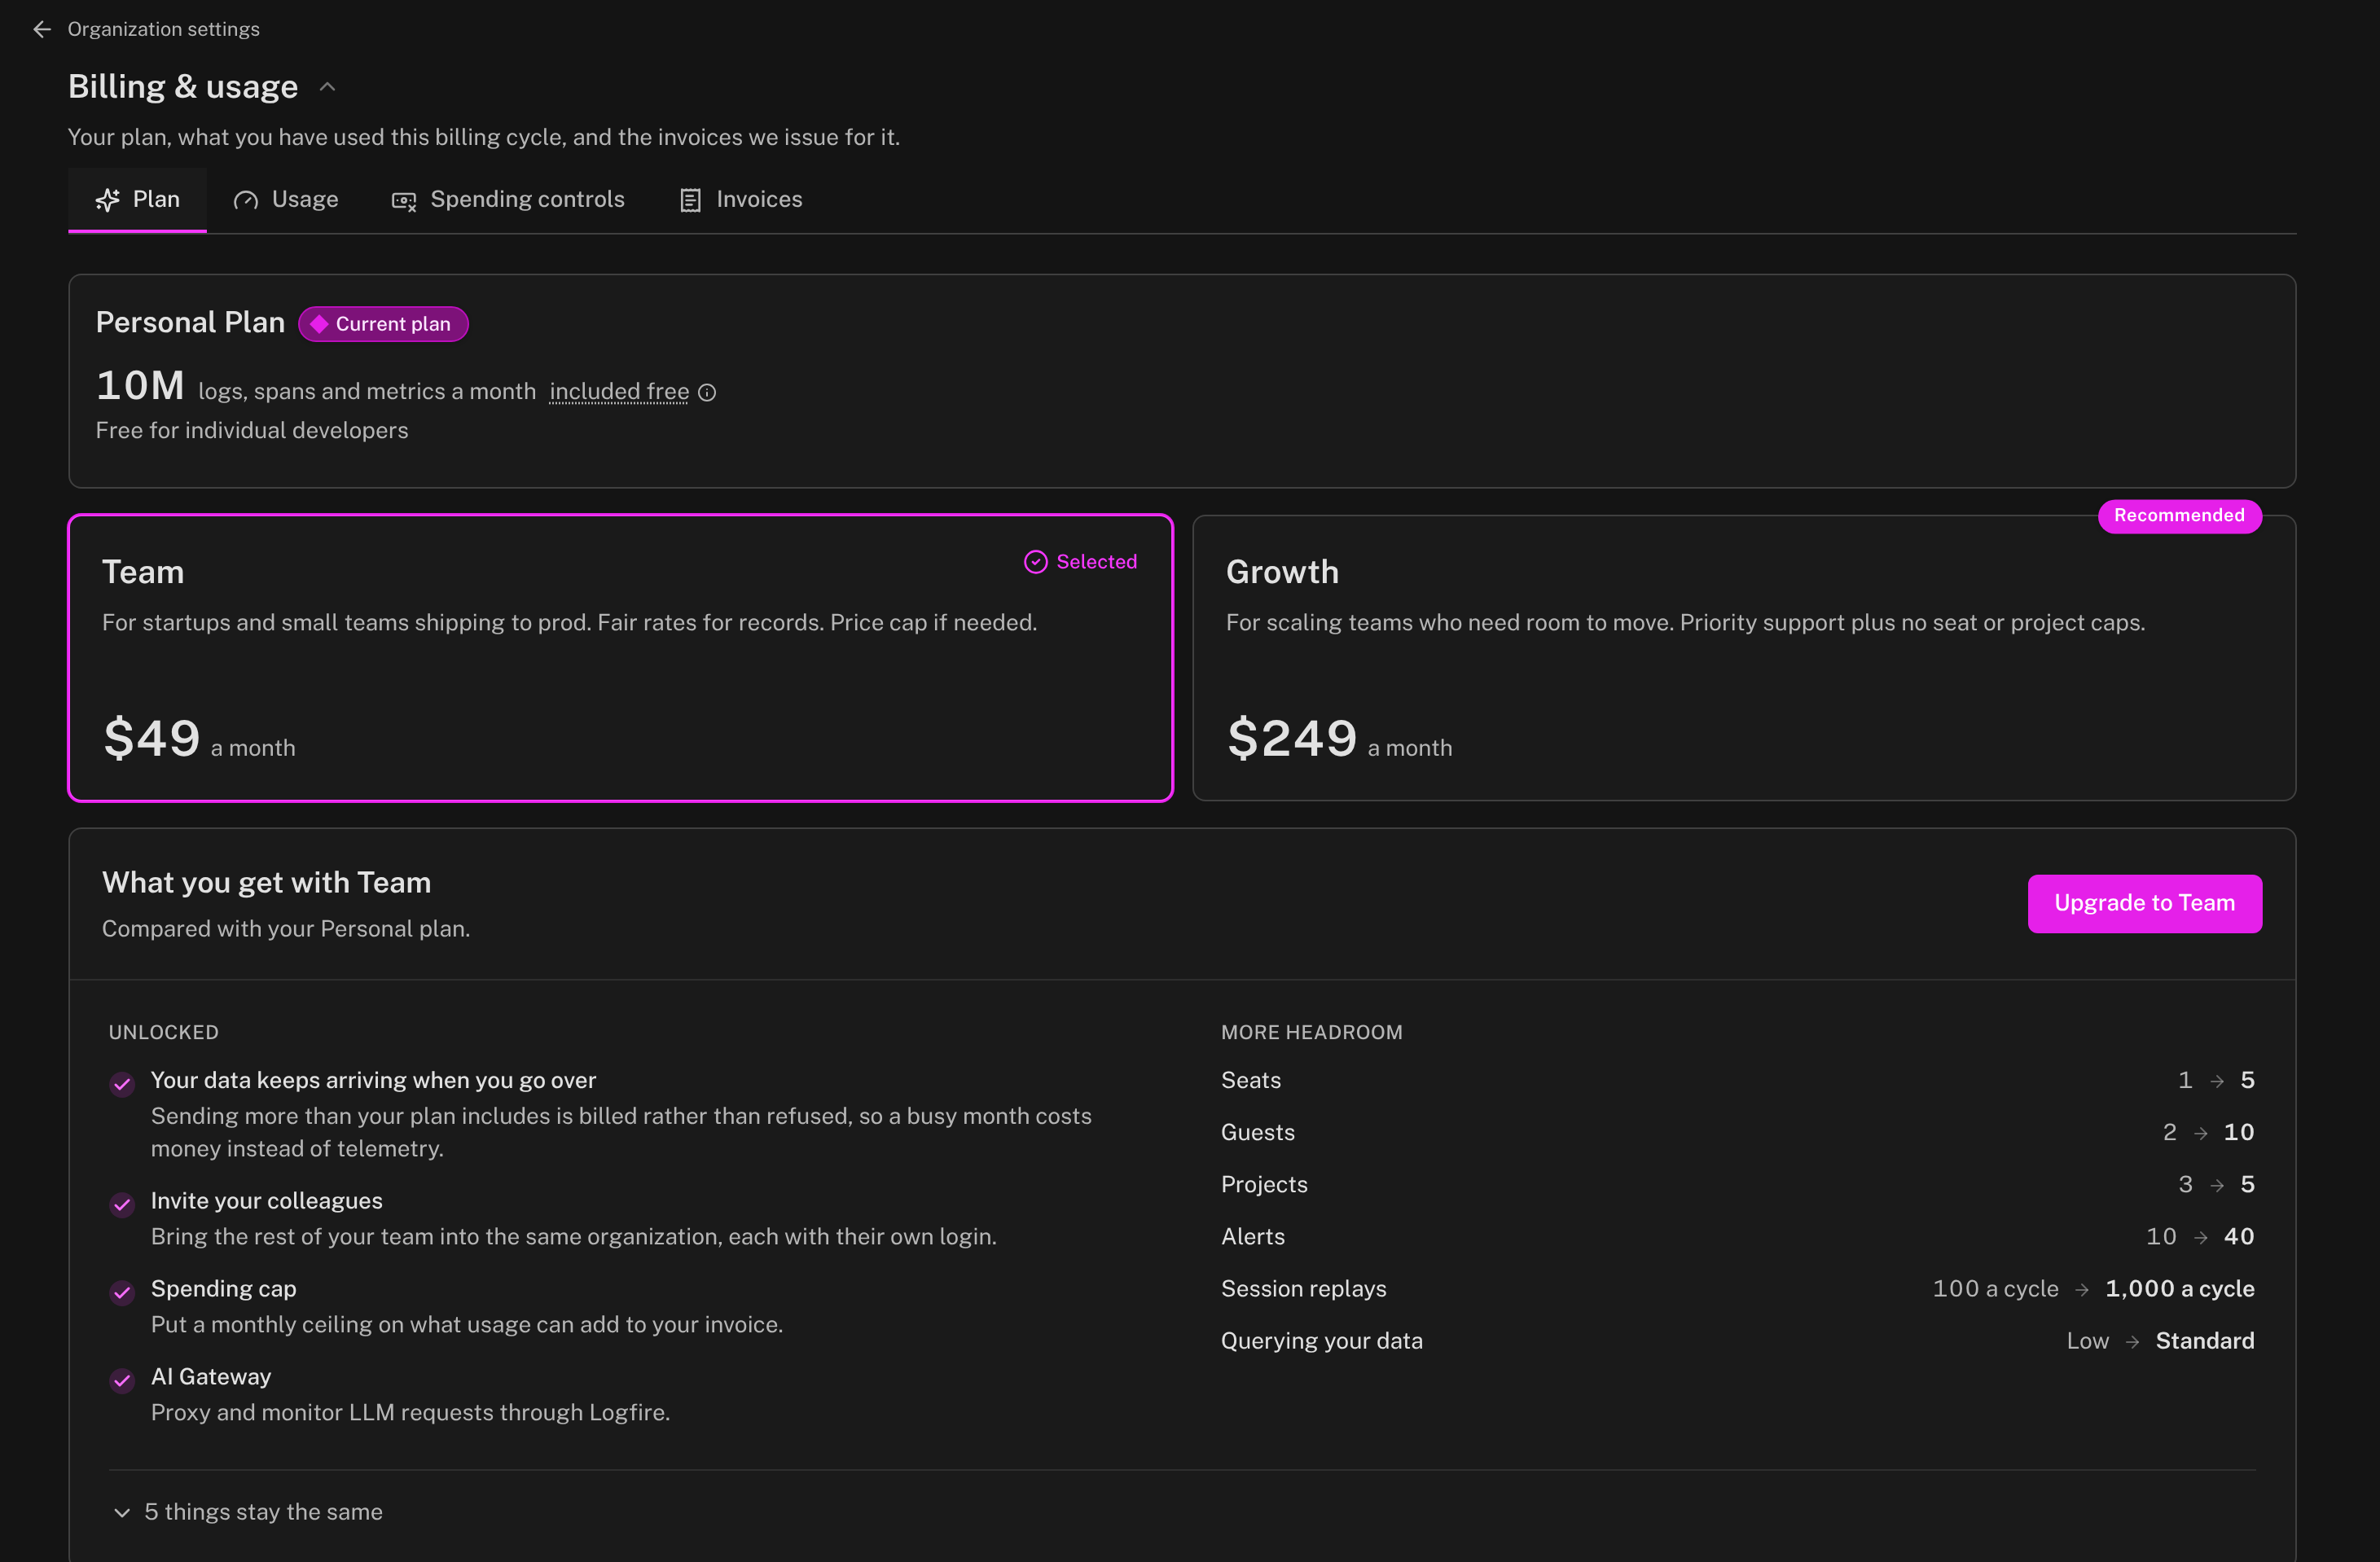 Organization settings
Billing & usage
Your plan, what you have used this billing cycle, and the invoices we issue for it.
Plan
Usage
Spending controls
Invoices
Personal Plan
Current plan
10M logs, spans and metrics a month included free
Free for individual developers
Team
Selected
For startups and small teams shipping to prod. Fair rates for records. Price cap if needed.
$49 a month
Recommended
Growth
For scaling teams who need room to move. Priority support plus no seat or project caps.
$249 a month
What you get with Team
Compared with your Personal plan.
Upgrade to Team
UNLOCKED
Your data keeps arriving when you go over
Sending more than your plan includes is billed rather than refused, so a busy month costs
money instead of telemetry.
Invite your colleagues
Bring the rest of your team into the same organization, each with their own login.
Spending cap
Put a monthly ceiling on what usage can add to your invoice.
AI Gateway
Proxy and monitor LLM requests through Logfire.
MORE HEADROOM
Seats 1 → 5
Guests 2 → 10
Projects 3 → 5
Alerts 10 → 40
Session replays 100 a cycle → 1,000 a cycle
Querying your data Low → Standard
5 things stay the same